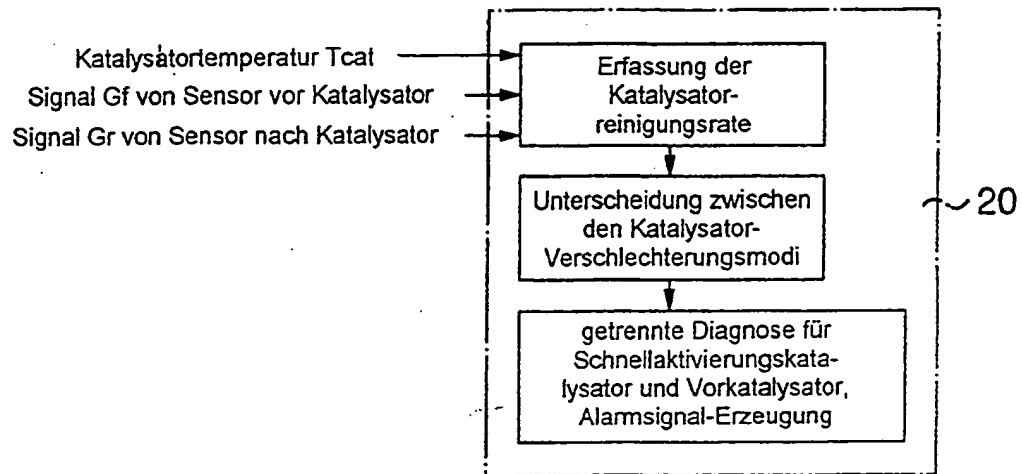 Katalysatortemperatur Tcat
Signal Gf von Sensor vor Katalysator
Signal Gr von Sensor nach Katalysator
Erfassung der
Katalysator-
reinigungsrate
Unterscheidung zwischen
den Katalysator-
Verschlechterungsmodi
getrennte Diagnose für
Schnellaktivierungskata-
lysator und Vorkatalysator,
Alarmsignal-Erzeugung
20